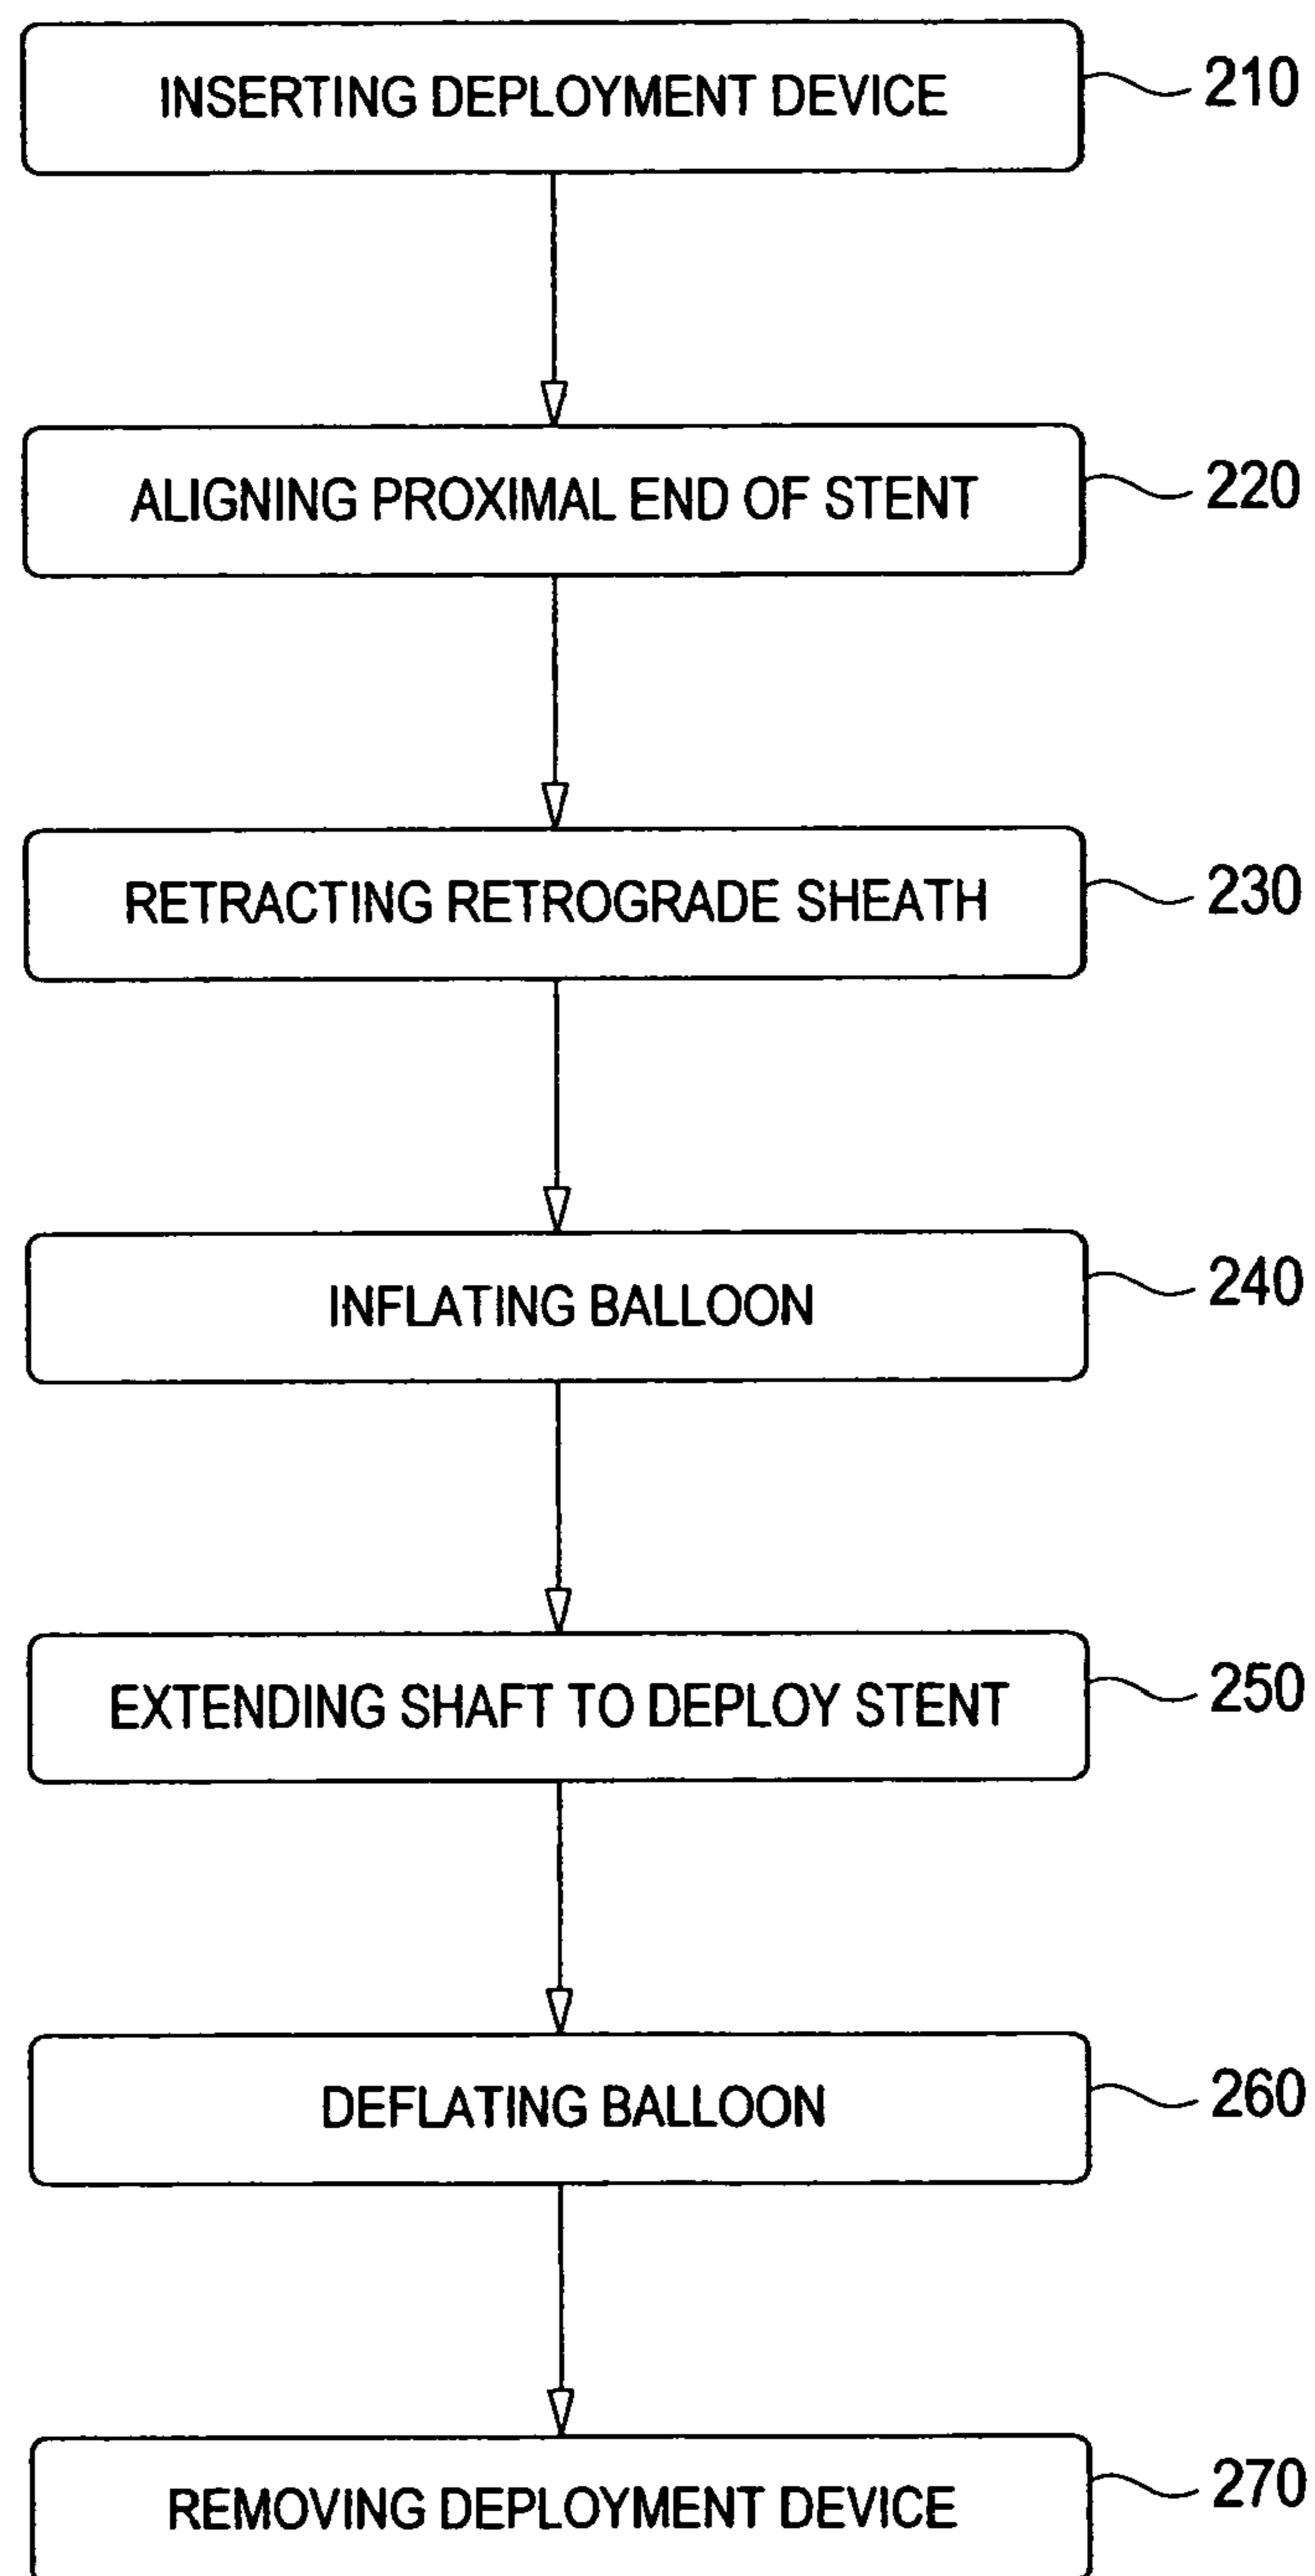 INSERTING DEPLOYMENT DEVICE 210
ALIGNING PROXIMAL END OF STENT 220
RETRACTING RETROGRADE SHEATH 230
INFLATING BALLOON 240
EXTENDING SHAFT TO DEPLOY STENT 250
DEFLATING BALLOON 260
REMOVING DEPLOYMENT DEVICE 270